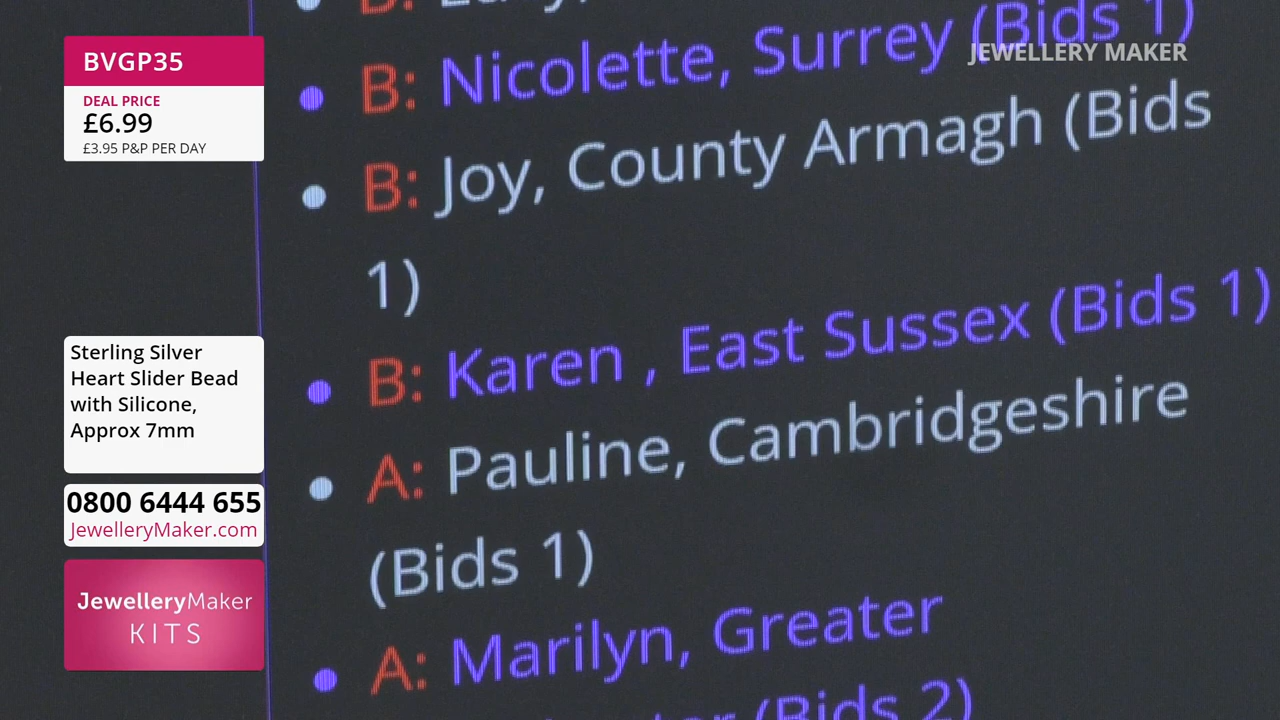 BVGP35
DEAL PRICE
£6.99
£3.95 P&P PER DAY
Sterling Silver
Heart Slider Bead
with Silicone,
Approx 7mm
0800 6444 655
JewelleryMaker.com
JewelleryMaker
KITS
JEWELLERY MAKER
B:
B: Nicolette, Surrey (Bids 1)
B: Joy, County Armagh (Bids
1)
B: Karen , East Sussex (Bids 1)
A: Pauline, Cambridgeshire
(Bids 1)
A: Marilyn, Greater
(Bids 2)